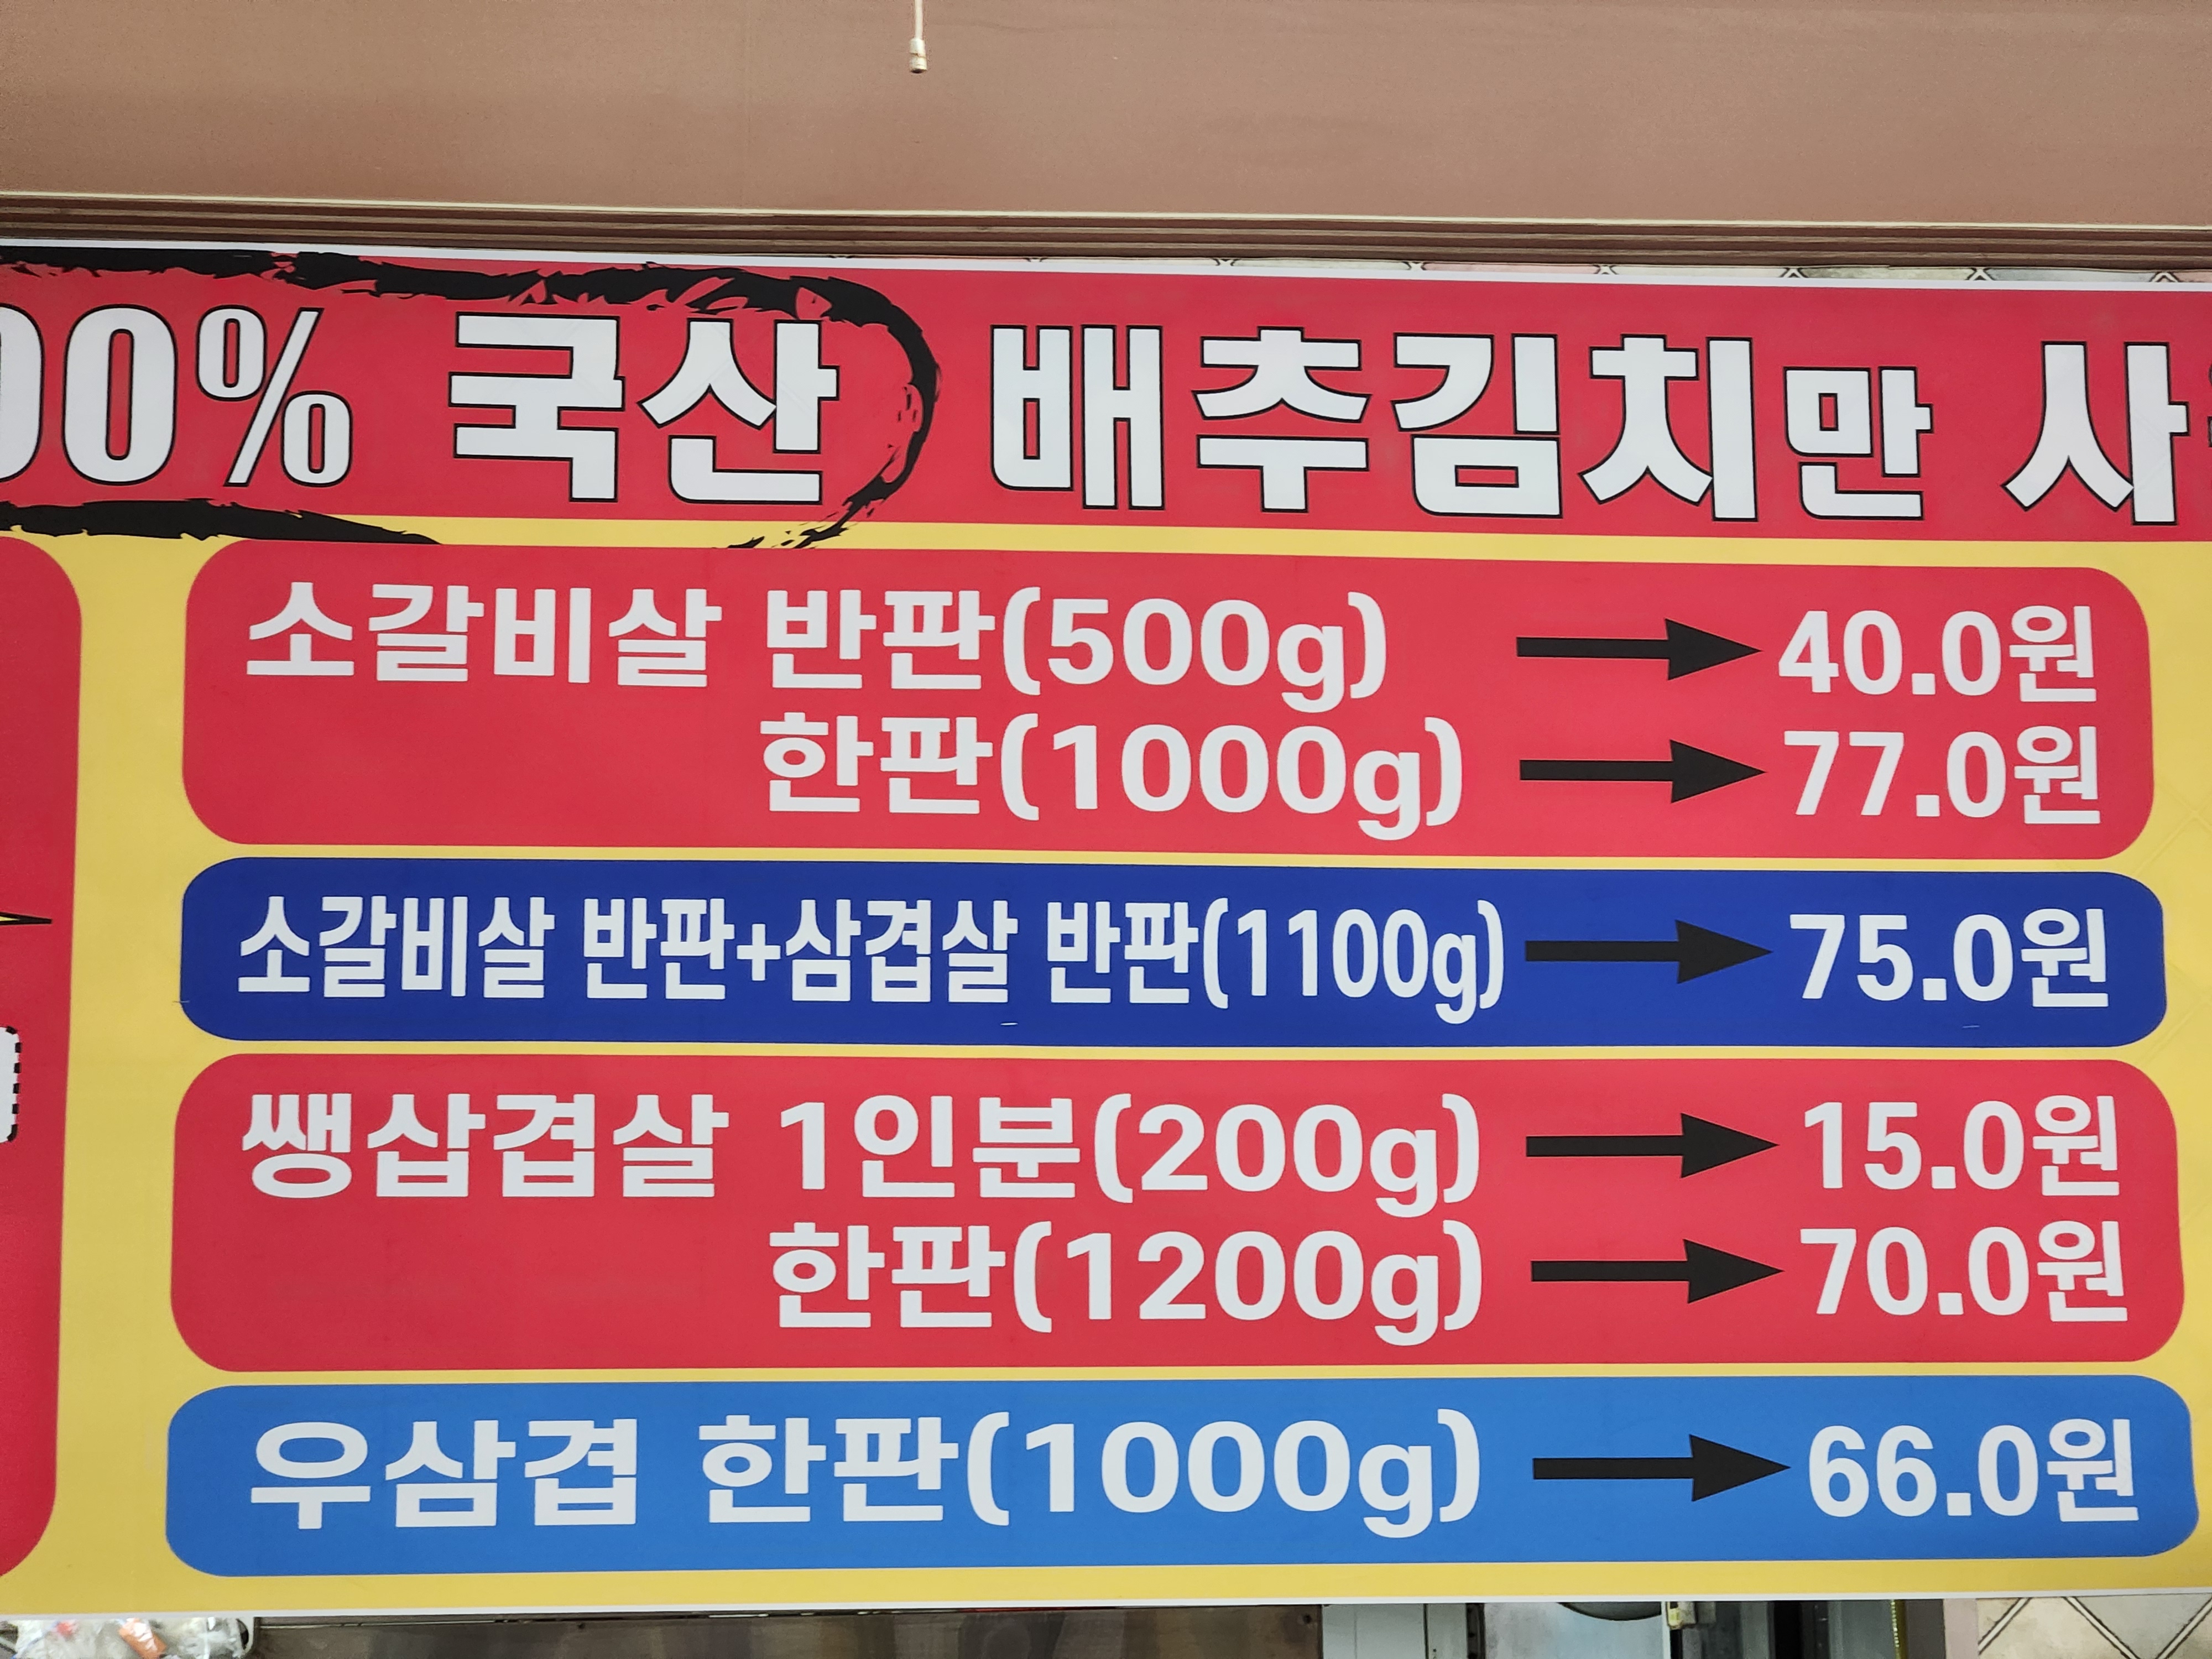 00% 국산 배추김치만 사
소갈비살 반판(500g) → 40.0원
한판(1000g) → 77.0원
소갈비살 반판+삼겹살 반판(1100g) → 75.0원
쌩삼겹살 1인분(200g) → 15.0원
한판(1200g) → 70.0원
우삼겹 한판(1000g) → 66.0원